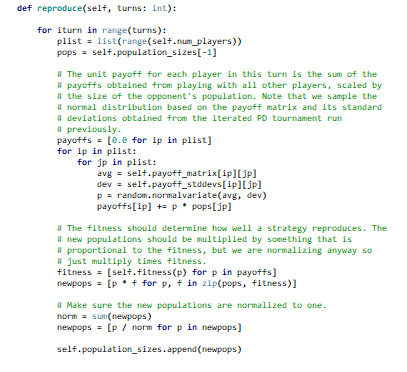 def reproduce(self, turns: int):
for iturn in range(turns):
plist = list(range(self.num_players))
pops = self.population_sizes[-1]
# The unit payoff for each player in this turn is the sum of the
# payoffs obtained from playing with all other players, scaled by
# the size of the opponent's population. Note that we sample the
# normal distribution based on the payoff matrix and its standard
# deviations obtained from the iterated PD tournament run
# previously.
payoffs = [0.0 for ip in plist]
for ip in plist:
for jp in plist:
avg = self.payoff_matrix[ip][jp]
dev = self.payoff_stddevs[ip][jp]
p = random.normalvariate(avg, dev)
payoffs[ip] += p * pops[jp]
# The fitness should determine how well a strategy reproduces. The
# new populations should be multiplied by something that is
# proportional to the fitness, but we are normalizing anyway so
# just multiply times fitness.
fitness = [self.fitness(p) for p in payoffs]
newpops = [p * f for p, f in zip(pops, fitness)]
# Make sure the new populations are normalized to one.
norm = sum(newpops)
newpops = [p / norm for p in newpops]
self.population_sizes.append(newpops)